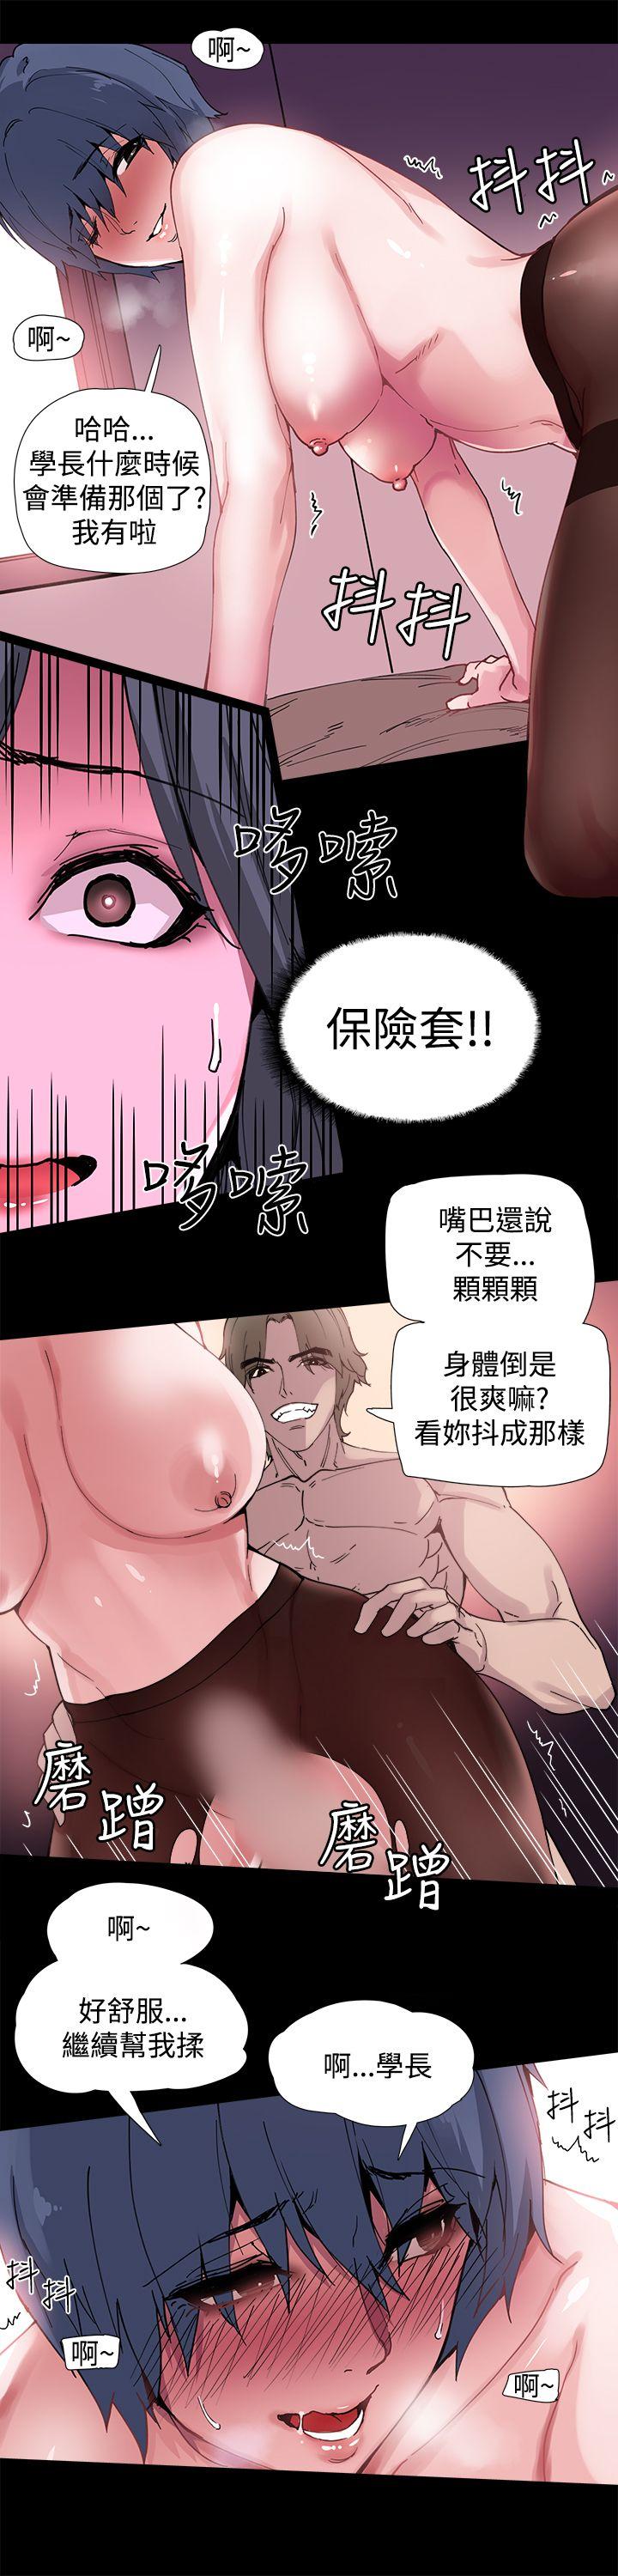 啊~
抖抖
啊~
哈哈...
學長什麼時候
會準備那個了?
我有啦
抖抖
哆嗦
保險套!!
哆嗦
嘴巴還說
不要...
顆顆顆
身體倒是
很爽嘛?
看妳抖成那樣
磨蹭
磨蹭
啊~
好舒服...
繼續幫我揉
啊...學長
抖抖
抖抖
啊~
啊~